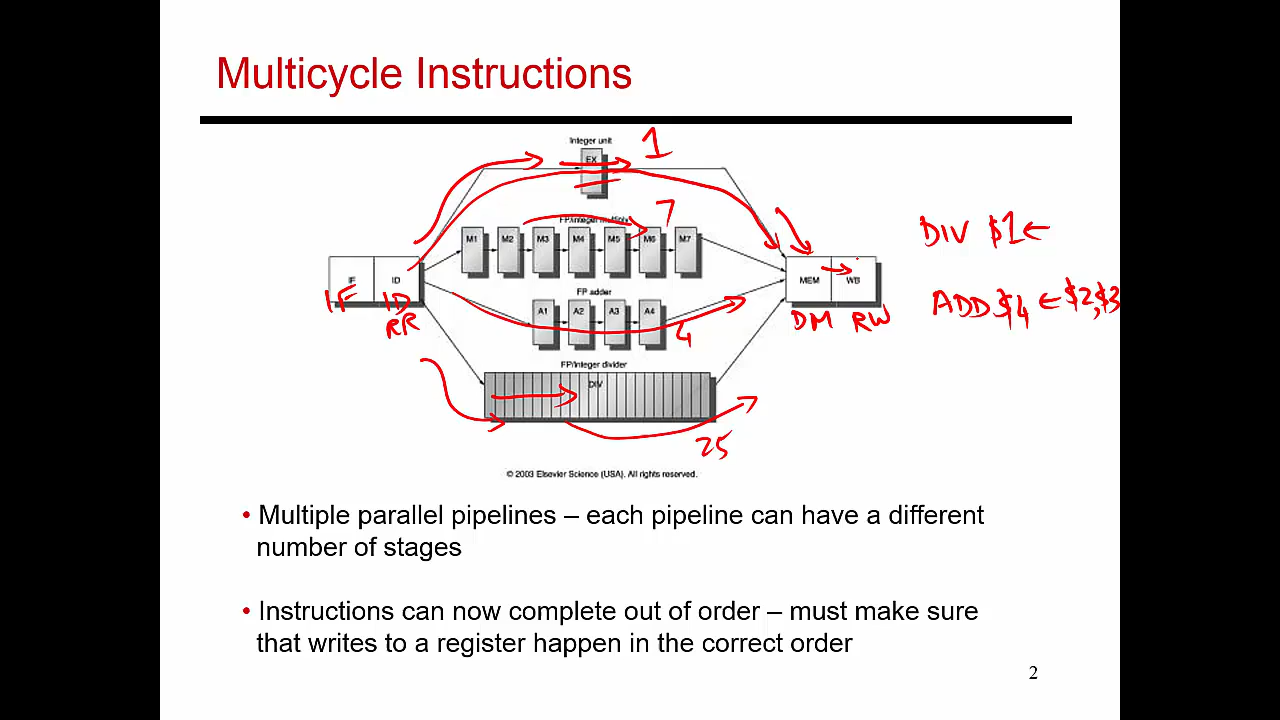 Multicycle Instructions
Integer unit
EX
1
FP/integer multiply
7
M1 M2 M3 M4 M5 M6 M7
IF ID
IF ID
RR
MEM WB
DM RW
DIV $1←
ADD $4 ← $2,$3
FP adder
A1 A2 A3 A4
4
FP/integer divider
DIV
25
© 2003 Elsevier Science (USA). All rights reserved.
• Multiple parallel pipelines – each pipeline can have a different
number of stages
• Instructions can now complete out of order – must make sure
that writes to a register happen in the correct order
2